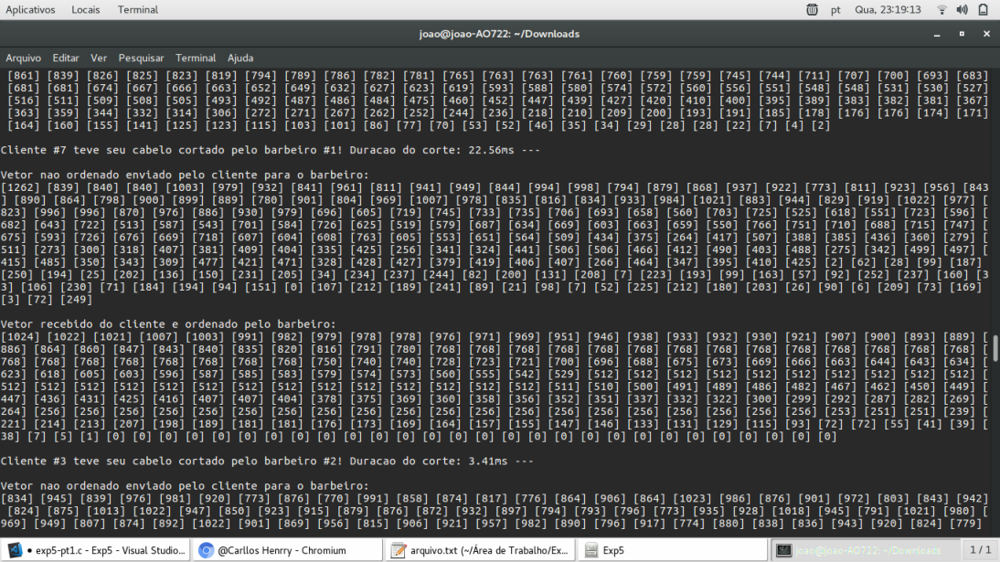 Aplicativos Locais Terminal pt Qua, 23:19:13
joao@joao-AO722: ~/Downloads
Arquivo Editar Ver Pesquisar Terminal Ajuda
[861] [839] [826] [825] [823] [819] [794] [789] [786] [782] [781] [765] [763] [763] [761] [760] [759] [759] [745] [744] [711] [707] [700] [693] [683]
[681] [681] [674] [667] [666] [663] [652] [649] [632] [627] [623] [619] [593] [588] [580] [574] [572] [560] [556] [551] [548] [548] [531] [530] [527]
[516] [511] [509] [508] [505] [493] [492] [487] [486] [484] [475] [460] [452] [447] [439] [427] [420] [410] [400] [395] [389] [383] [382] [381] [367]
[363] [359] [344] [332] [314] [306] [272] [271] [267] [262] [252] [244] [236] [218] [210] [209] [200] [193] [191] [185] [178] [176] [176] [174] [171]
[164] [160] [155] [141] [125] [123] [115] [103] [101] [86] [77] [70] [53] [52] [46] [35] [34] [29] [28] [28] [22] [7] [4] [2]
Cliente #7 teve seu cabelo cortado pelo barbeiro #1! Duracao do corte: 22.56ms ---
Vetor nao ordenado enviado pelo cliente para o barbeiro:
[1262] [839] [840] [840] [1003] [979] [932] [841] [961] [811] [941] [949] [844] [994] [998] [794] [879] [868] [937] [922] [773] [811] [923] [956] [843
] [890] [864] [798] [900] [899] [889] [780] [901] [804] [969] [1007] [978] [835] [816] [834] [933] [984] [1021] [883] [944] [829] [919] [1022] [977] [
823] [996] [996] [870] [976] [886] [930] [979] [696] [605] [719] [745] [733] [735] [706] [693] [658] [560] [703] [725] [525] [618] [551] [723] [596] [
682] [643] [722] [513] [587] [543] [701] [584] [726] [625] [519] [579] [687] [634] [669] [603] [663] [659] [550] [766] [751] [710] [688] [715] [747] [
675] [593] [726] [676] [669] [718] [607] [604] [608] [763] [605] [553] [651] [564] [509] [434] [375] [264] [417] [507] [388] [385] [436] [360] [279] [
511] [273] [300] [318] [407] [381] [409] [404] [335] [425] [256] [341] [324] [441] [506] [506] [466] [412] [490] [403] [488] [275] [342] [499] [497] [
415] [485] [350] [343] [309] [477] [421] [471] [328] [428] [427] [379] [419] [406] [407] [266] [464] [347] [395] [410] [425] [2] [62] [28] [99] [187]
[250] [194] [25] [202] [136] [150] [231] [205] [34] [234] [237] [244] [82] [200] [131] [208] [7] [223] [193] [99] [163] [57] [92] [252] [237] [160] [3
3] [106] [230] [71] [184] [194] [94] [151] [0] [107] [212] [189] [241] [89] [21] [98] [7] [52] [225] [212] [180] [203] [26] [90] [6] [209] [73] [169]
[3] [72] [249]
Vetor recebido do cliente e ordenado pelo barbeiro:
[1024] [1022] [1021] [1007] [1003] [991] [982] [979] [978] [978] [976] [971] [969] [951] [946] [938] [933] [932] [930] [921] [907] [900] [893] [889] [
886] [864] [860] [847] [843] [840] [835] [820] [816] [791] [780] [768] [768] [768] [768] [768] [768] [768] [768] [768] [768] [768] [768] [768] [768] [
768] [768] [768] [768] [768] [768] [768] [750] [740] [740] [728] [723] [721] [700] [696] [688] [675] [673] [669] [666] [663] [644] [643] [634] [
623] [618] [605] [603] [596] [587] [585] [583] [579] [574] [573] [560] [555] [542] [529] [512] [512] [512] [512] [512] [512] [512] [512] [512] [512] [
512] [512] [512] [512] [512] [512] [512] [512] [512] [512] [512] [512] [511] [510] [500] [491] [489] [486] [482] [467] [462] [450] [449] [
447] [436] [431] [425] [416] [407] [407] [404] [378] [375] [369] [360] [358] [356] [352] [351] [337] [332] [322] [300] [299] [292] [287] [282] [269] [
264] [256] [256] [256] [256] [256] [256] [256] [256] [256] [256] [256] [256] [256] [256] [256] [256] [256] [256] [256] [256] [253] [251] [251] [239] [
221] [214] [213] [207] [198] [189] [181] [181] [176] [173] [169] [164] [157] [155] [147] [146] [133] [131] [129] [115] [93] [72] [72] [55] [41] [39] [
38] [7] [5] [1] [0] [0] [0] [0] [0] [0] [0] [0] [0] [0] [0] [0] [0] [0] [0] [0] [0] [0] [0] [0] [0] [0] [0] [0] [0] [0] [0] [0]
Cliente #3 teve seu cabelo cortado pelo barbeiro #2! Duracao do corte: 3.41ms ---
Vetor nao ordenado enviado pelo cliente para o barbeiro:
[834] [945] [839] [976] [981] [920] [773] [876] [770] [991] [858] [874] [817] [776] [864] [906] [864] [1023] [986] [876] [901] [972] [803] [843] [942]
[824] [875] [1013] [1022] [947] [850] [923] [915] [879] [876] [872] [932] [897] [794] [793] [796] [773] [935] [928] [1018] [945] [791] [1021] [980] [
969] [949] [807] [874] [892] [1022] [901] [869] [956] [815] [906] [921] [957] [982] [890] [796] [917] [774] [880] [838] [836] [943] [920] [824] [779]
• exp5-pt1.c - Exp5 - Visual Studio... @Carllos Henrry - Chromium arquivo.txt (~/Área de Trabalho/Ex... Exp5 joao@joao-AO722: ~/Downloads 1 / 1